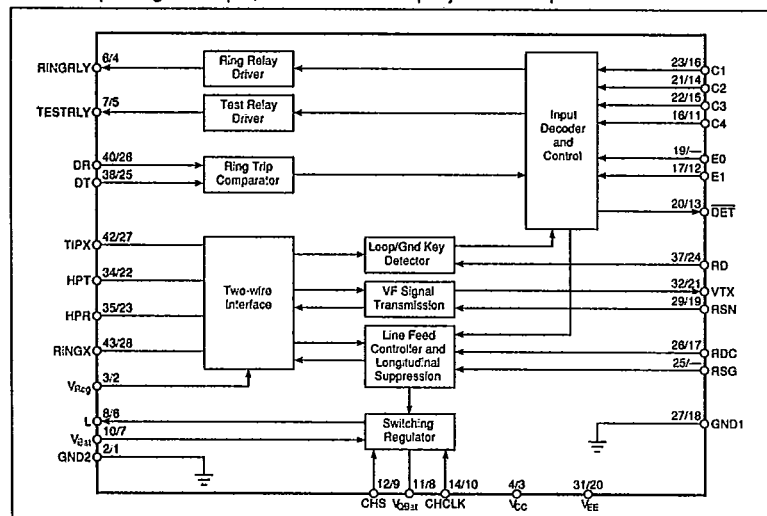 6/4
RINGRLY
Ring Relay
Driver
7/5
TESTRLY
Test Relay
Driver
40/26
DR
38/25
DT
Ring Trip
Comparator
Input
Decoder
and
Control
23/16
C1
21/14
C2
22/15
C3
16/11
C4
19/—
E0
17/12
E1
20/13
DET
42/27
TIPX
34/22
HPT
35/23
HPR
43/28
RINGX
3/2
VReg
Two-wire
Interface
Loop/Gnd Key
Detector
VF Signal
Transmission
Line Feed
Controller and
Longitudinal
Suppression
37/24
RD
32/21
VTX
29/19
RSN
26/17
RDC
25/—
RSG
8/6
L
10/7
VBat
2/1
GND2
Switching
Regulator
27/18
GND1
12/9 11/8 14/10 4/3 31/20
CHS VQBat CHCLK VCC VEE